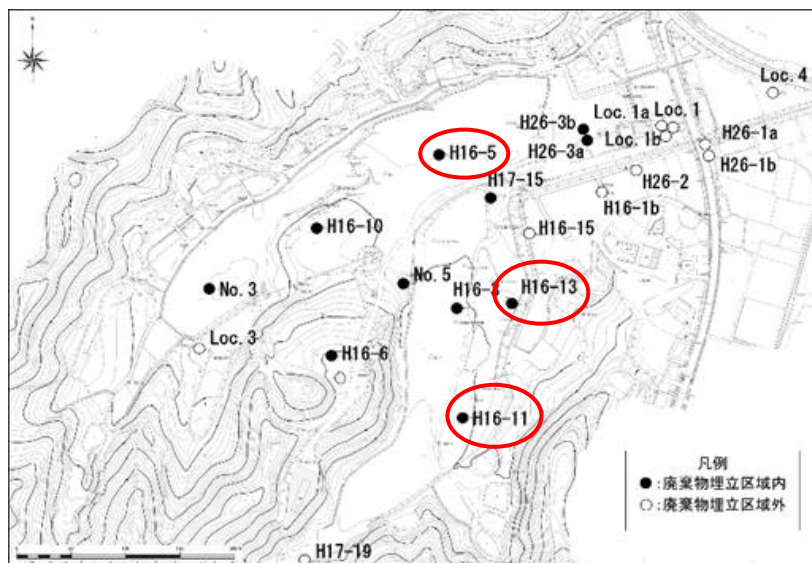 Loc. 4
H26-3b
Loc. 1a
Loc. 1
H26-3a
Loc. 1b
H26-1a
H26-1b
H16-5
H26-2
H17-15
H16-1b
H16-10
H16-15
No. 3
No. 5
H16-3
H16-13
Loc. 3
H16-6
H16-11
H17-19
凡例
●:廃棄物埋立区域内
○:廃棄物埋立区域外